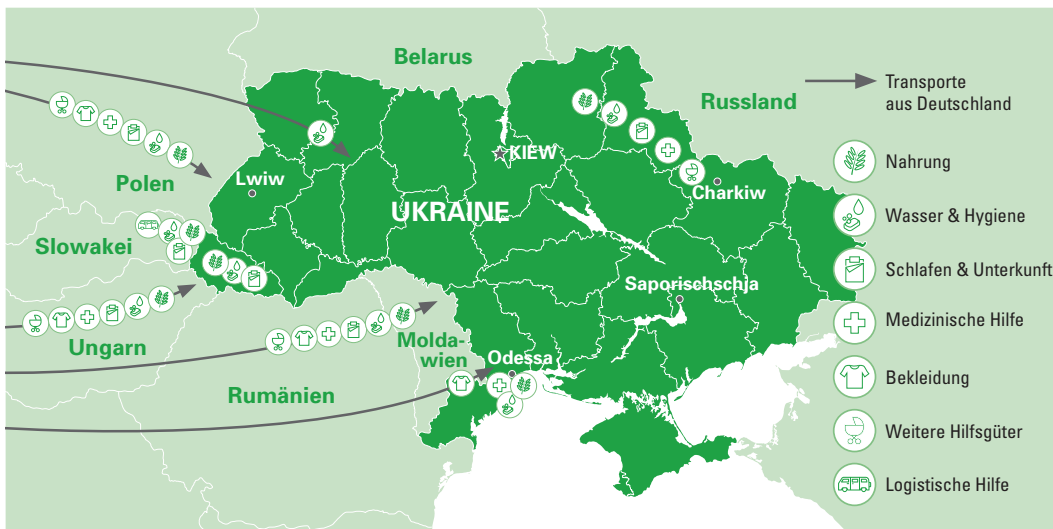 Belarus
Russland
Polen
Lwiw
KIEW
Charkiw
UKRAINE
Slowakei
Saporischschja
Ungarn
Molda-
wien
Odessa
Rumänien
Transporte
aus Deutschland
Nahrung
Wasser & Hygiene
Schlafen & Unterkunft
Medizinische Hilfe
Bekleidung
Weitere Hilfsgüter
Logistische Hilfe